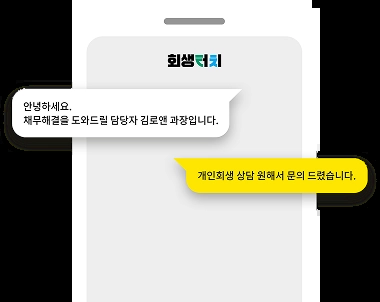 회생터치
안녕하세요.
채무해결을 도와드릴 담당자 김로앤 과장입니다.
개인회생 상담 원해서 문의 드렸습니다.